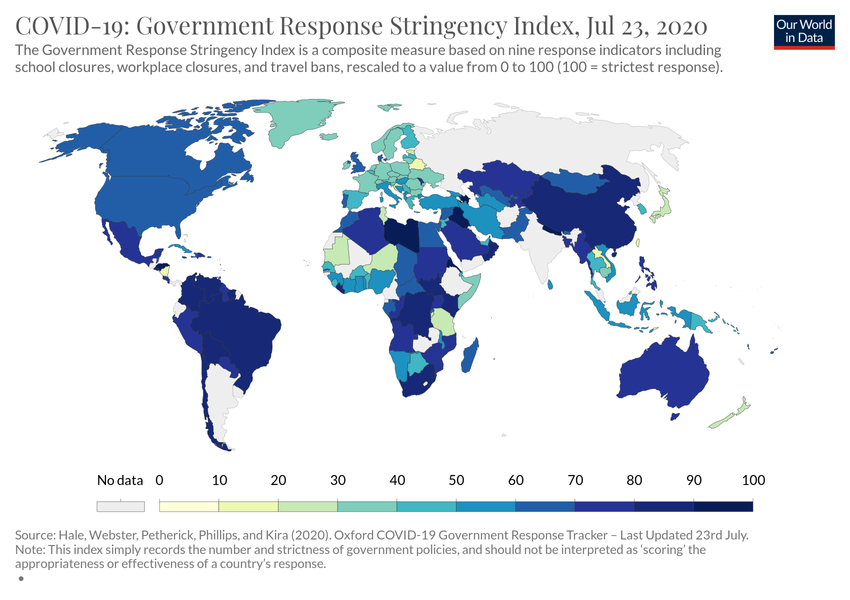 COVID-19: Government Response Stringency Index, Jul 23, 2020
Our World
in Data
The Government Response Stringency Index is a composite measure based on nine response indicators including
school closures, workplace closures, and travel bans, rescaled to a value from 0 to 100 (100 = strictest response).
No data 0 10 20 30 40 50 60 70 80 90 100
Source: Hale, Webster, Petherick, Phillips, and Kira (2020). Oxford COVID-19 Government Response Tracker – Last Updated 23rd July.
Note: This index simply records the number and strictness of government policies, and should not be interpreted as ‘scoring’ the
appropriateness or effectiveness of a country’s response.